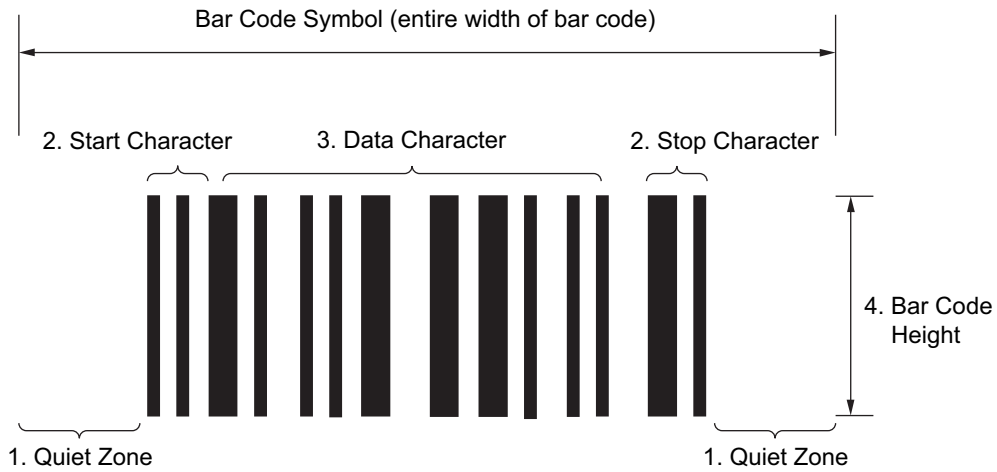 Bar Code Symbol (entire width of bar code)
2. Start Character
3. Data Character
2. Stop Character
4. Bar Code
Height
1. Quiet Zone
1. Quiet Zone